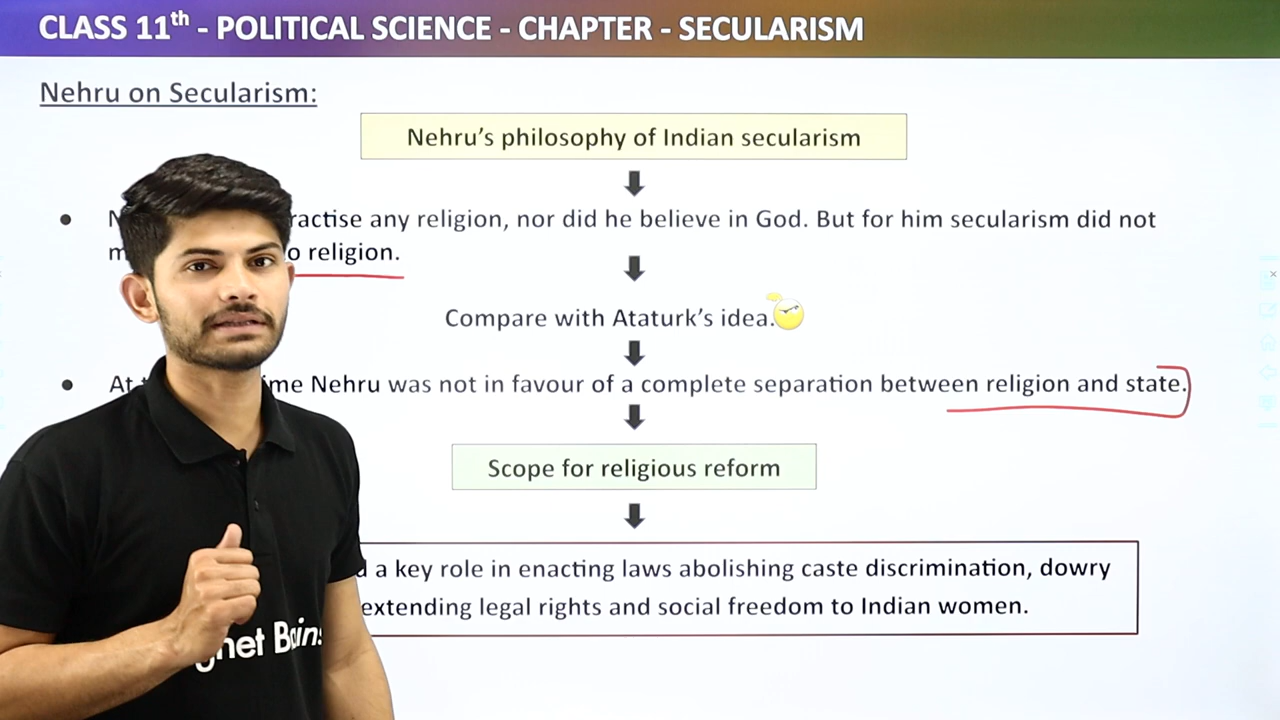 CLASS 11th - POLITICAL SCIENCE - CHAPTER - SECULARISM
Nehru on Secularism:
Nehru's philosophy of Indian secularism
ractise any religion, nor did he believe in God. But for him secularism did not
o religion.
Compare with Ataturk's idea.
At ime Nehru was not in favour of a complete separation between religion and state.
Scope for religious reform
a key role in enacting laws abolishing caste discrimination, dowry
extending legal rights and social freedom to Indian women.
gnet Brains